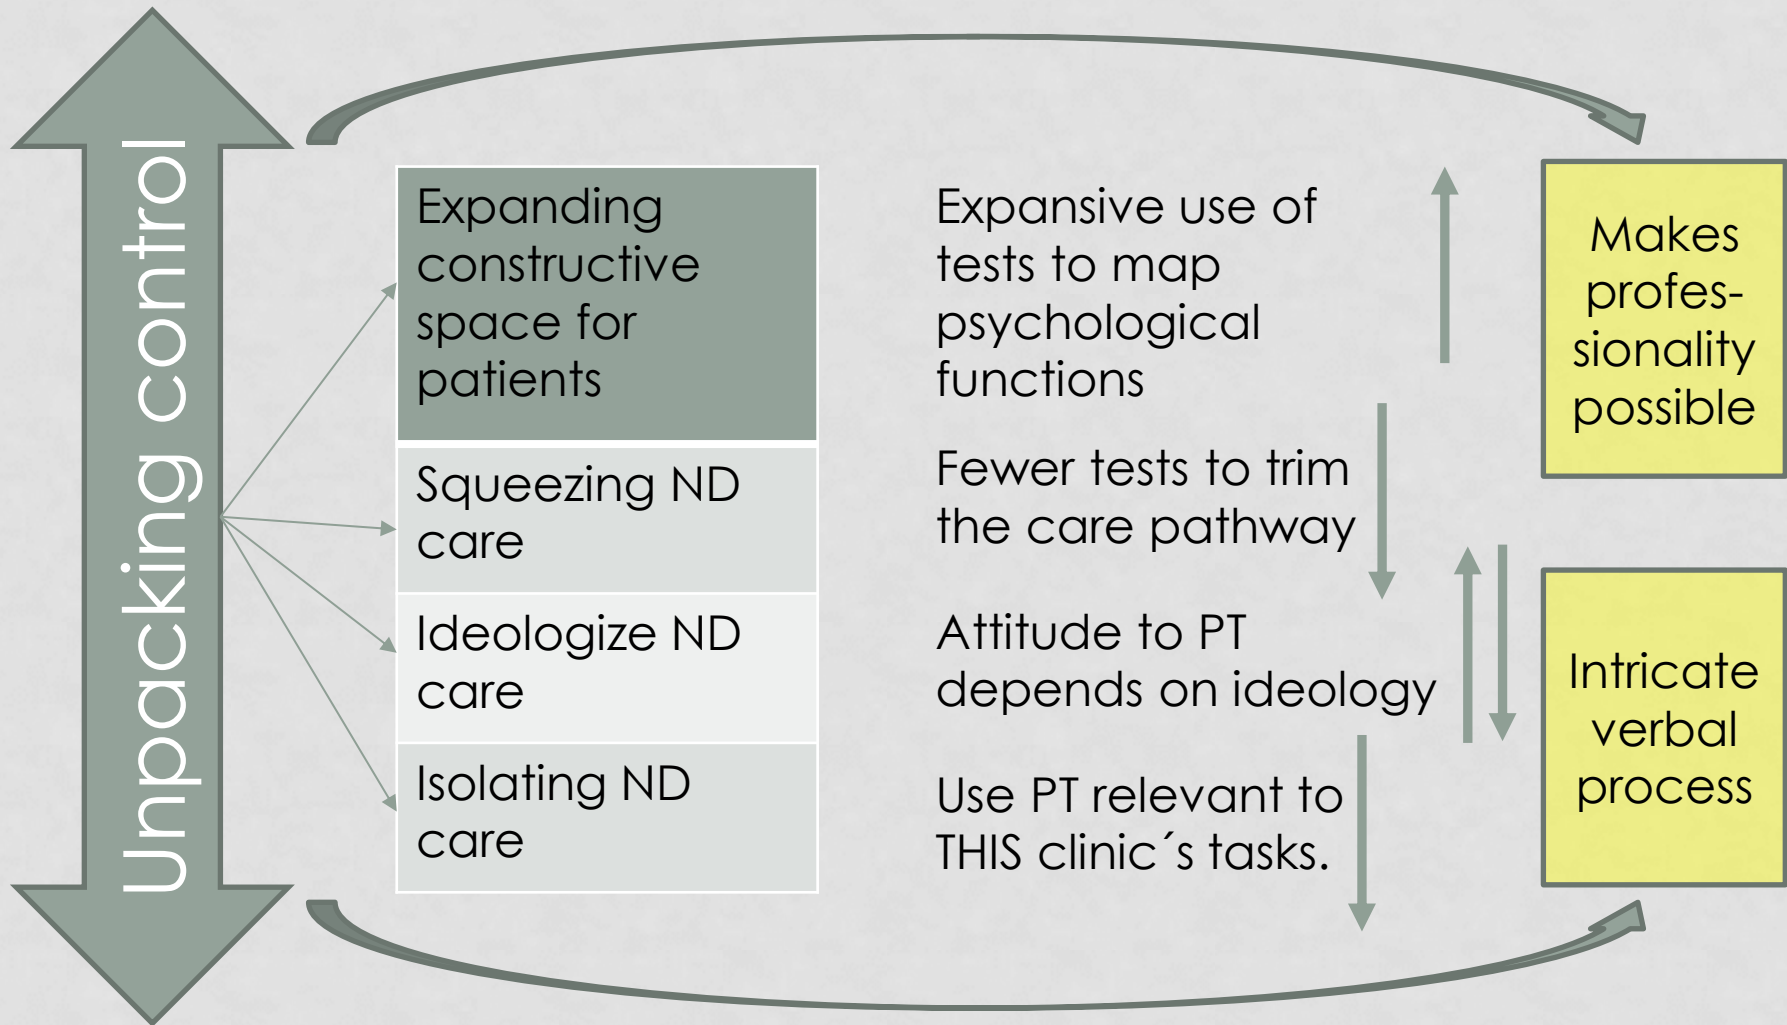 Unpacking control
Expanding
constructive
space for
patients
Squeezing ND
care
Ideologize ND
care
Isolating ND
care
Expansive use of
tests to map
psychological
functions
Fewer tests to trim
the care pathway
Attitude to PT
depends on ideology
Use PT relevant to
THIS clinic´s tasks.
Makes
profes-
sionality
possible
Intricate
verbal
process